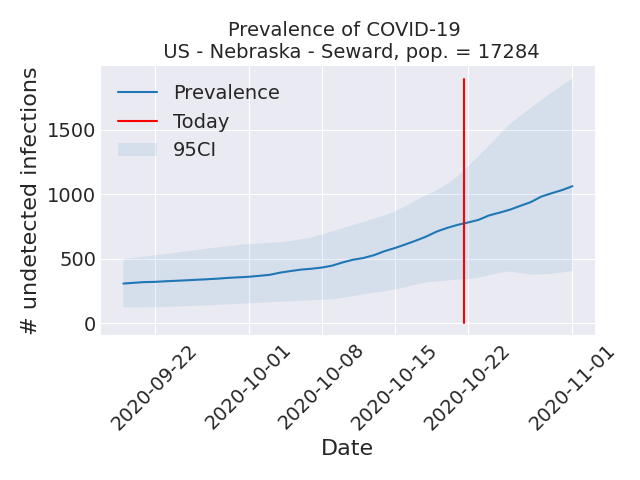 Prevalence of COVID-19
US - Nebraska - Seward, pop. = 17284
Prevalence
Today
95CI
# undetected infections
1500
1000
500
0
2020-09-22
2020-10-01
2020-10-08
2020-10-15
2020-10-22
2020-11-01
Date